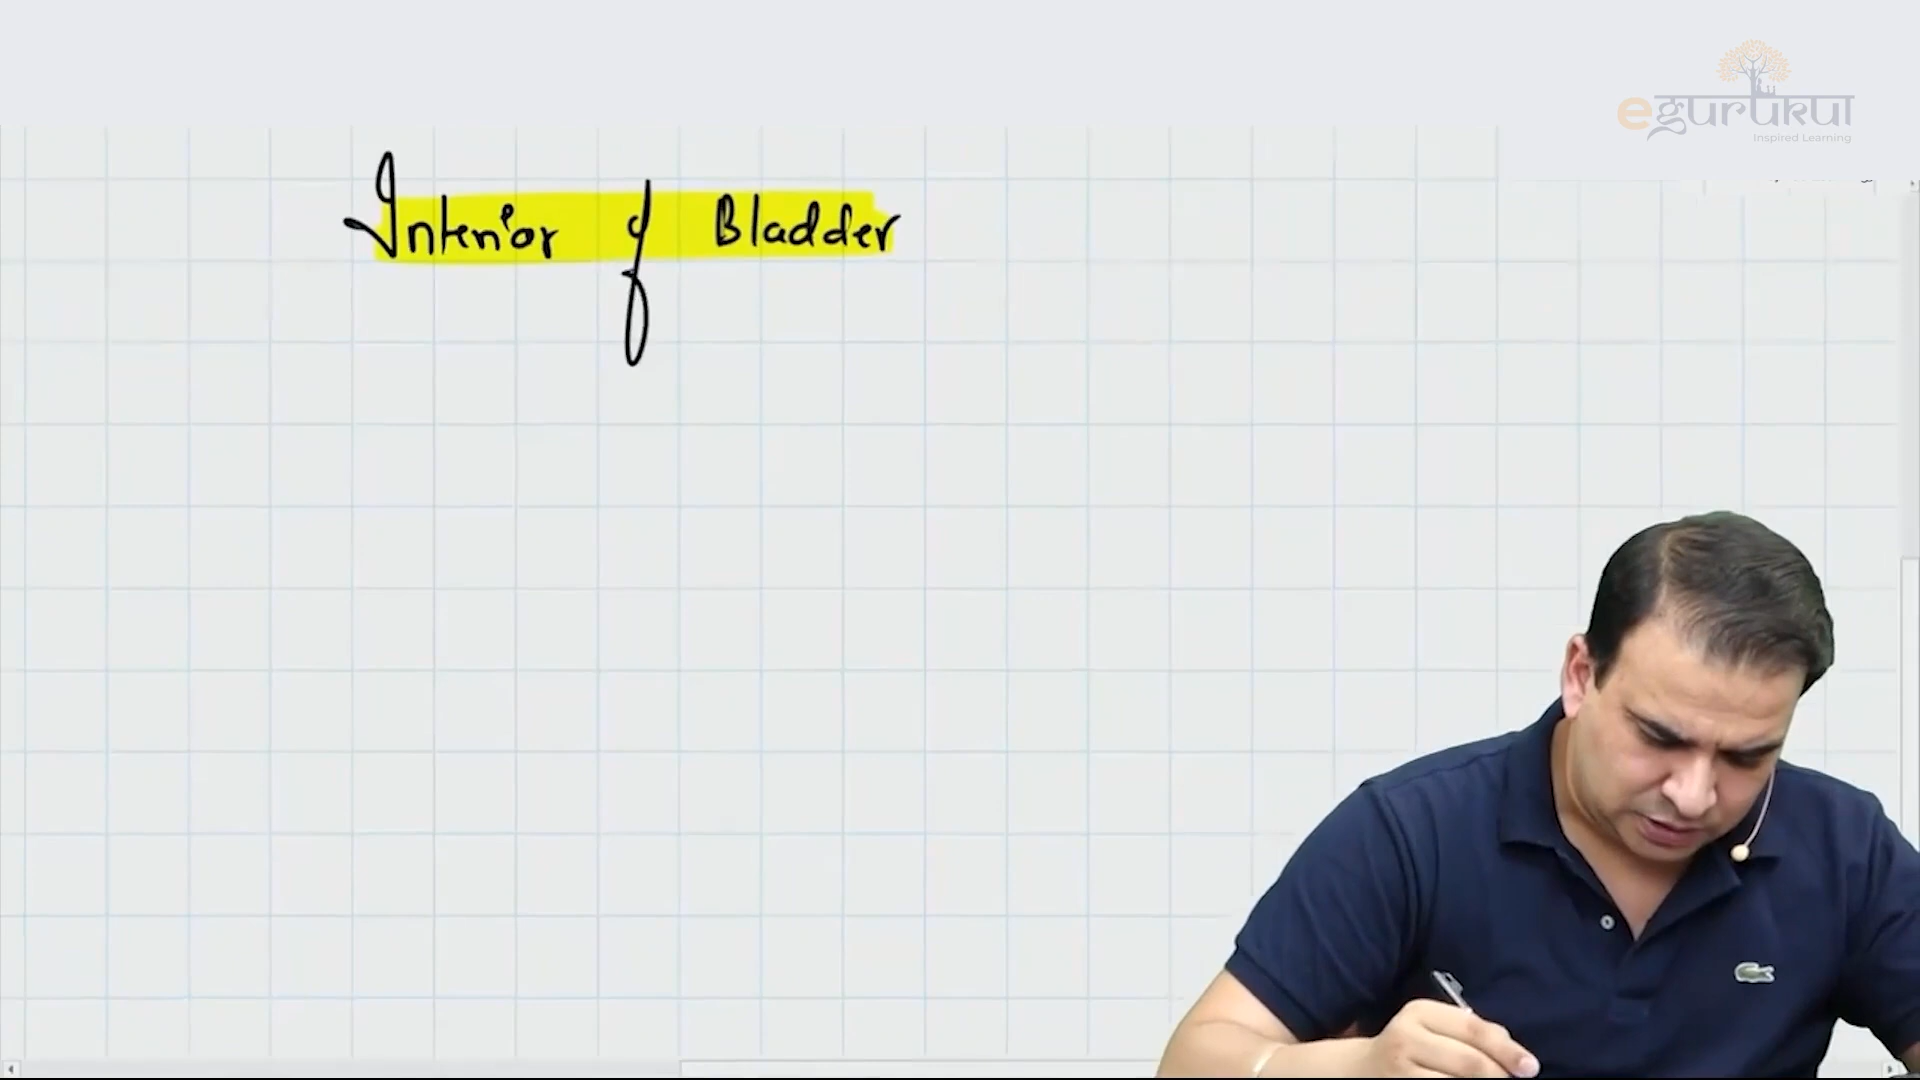 egurukul
Inspired Learning
Interior of Bladder